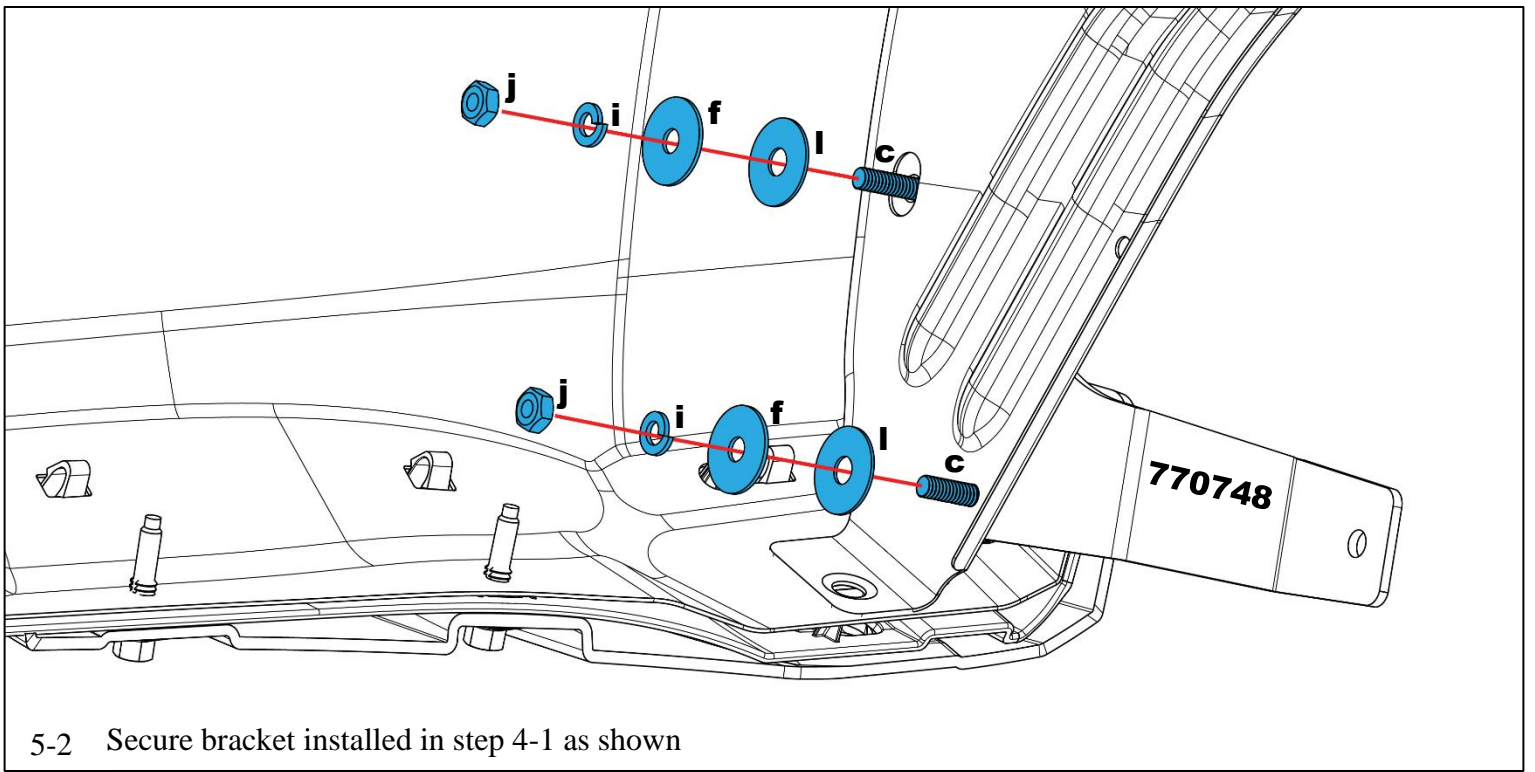 j i f l c
j i f l c
770748
5-2 Secure bracket installed in step 4-1 as shown